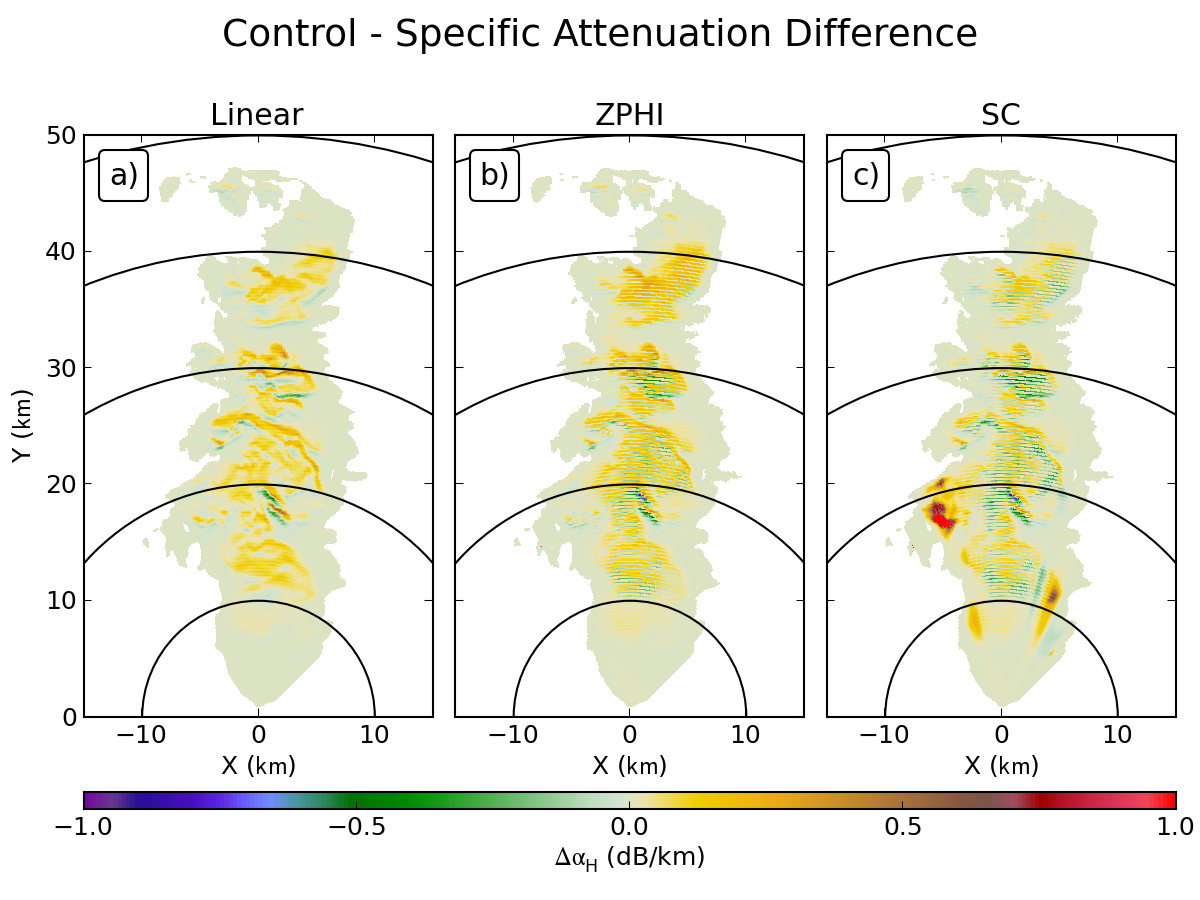 Control - Specific Attenuation Difference
Linear ZPHI SC
a) b) c)
50
40
30
20
10
0
Y (km)
−10 0 10 −10 0 10 −10 0 10
X (km) X (km) X (km)
−1.0 −0.5 0.0 0.5 1.0
ΔαH (dB/km)